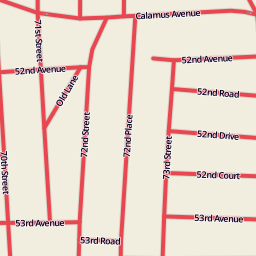 Calamus Avenue
71st Street
52nd Avenue
52nd Avenue
Old Lane
52nd Road
72nd Street
72nd Place
52nd Drive
73rd Street
70th Street
52nd Court
53rd Avenue
53rd Avenue
53rd Road